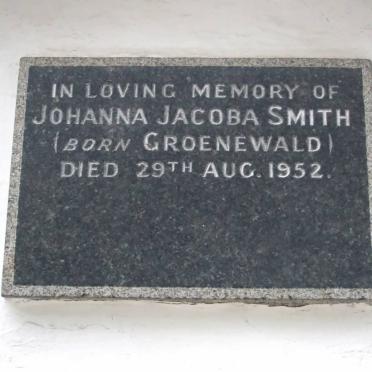 IN LOVING MEMORY OF
JOHANNA JACOBA SMITH
(BORN GROENEWALD)
DIED 29TH AUG. 1952.